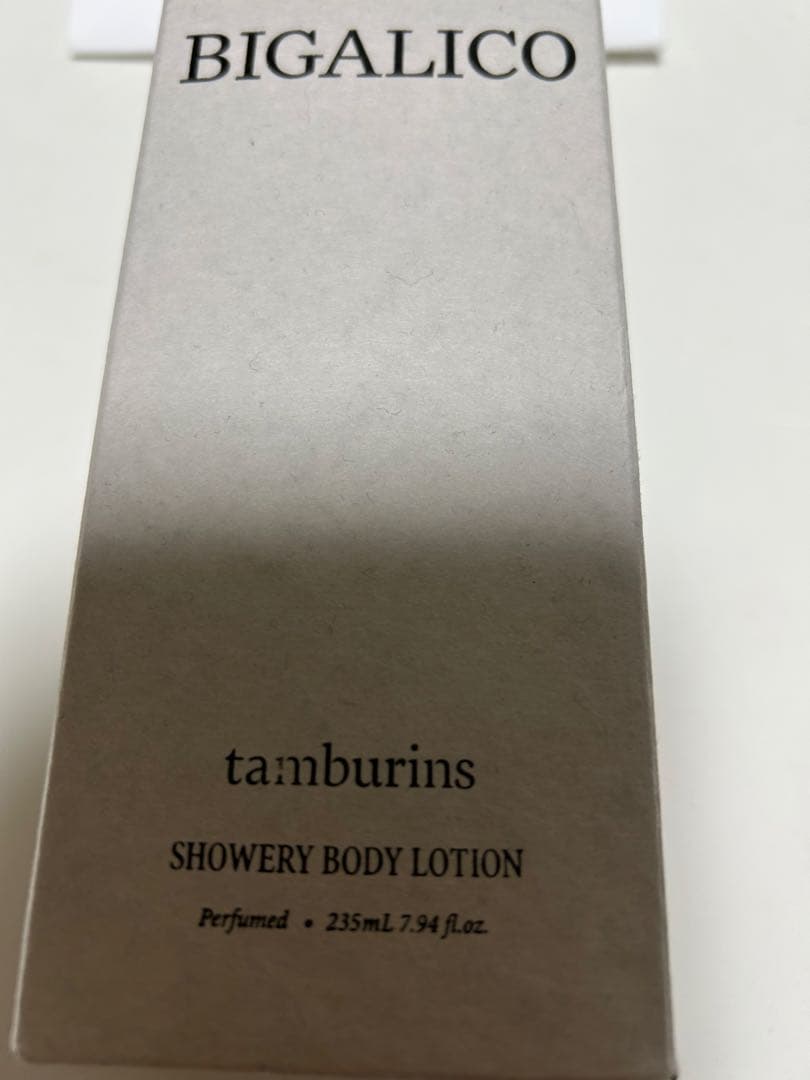 BIGALICO
tamburins
SHOWERY BODY LOTION
Perfumed • 235mL 7.94 fl.oz.